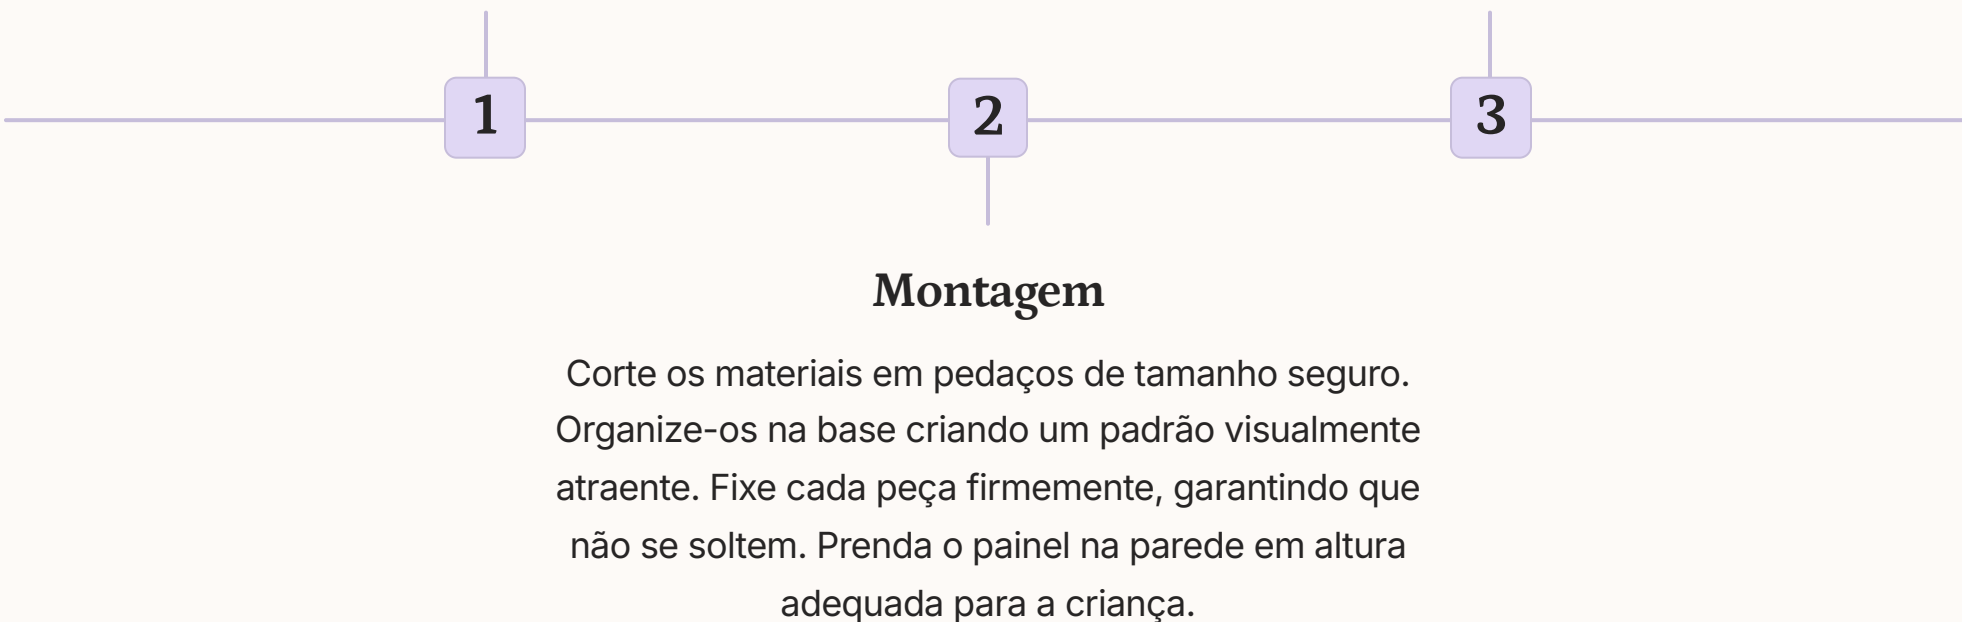 1
2
3
Montagem
Corte os materiais em pedaços de tamanho seguro.
Organize-os na base criando um padrão visualmente
atraente. Fixe cada peça firmemente, garantindo que
não se soltem. Prenda o painel na parede em altura
adequada para a criança.